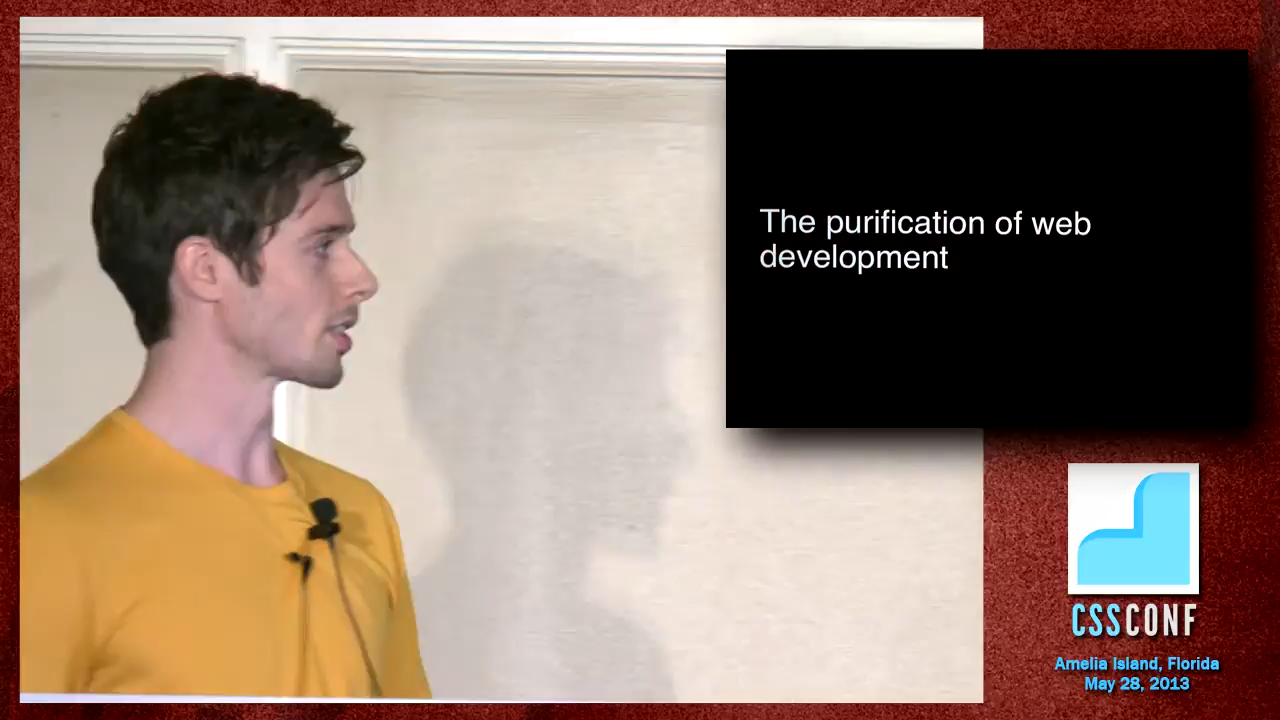 The purification of web
development
CSSCONF
Amelia Island, Florida
May 28, 2013